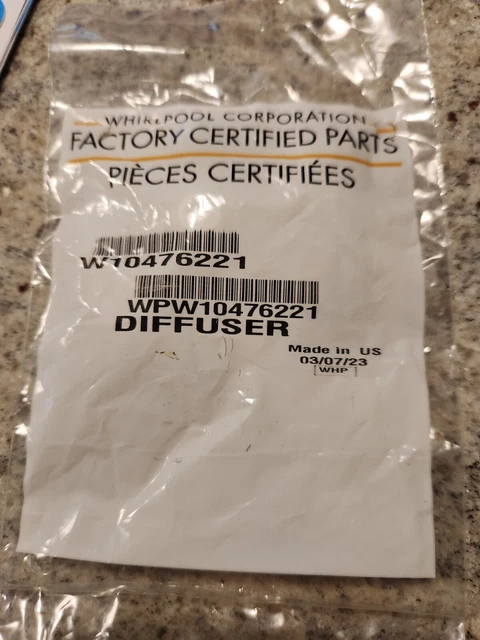 WHIRLPOOL CORPORATION
FACTORY CERTIFIED PARTS
PIÈCES CERTIFIÉES
W10476221
WPW10476221
DIFFUSER
Made in US
03/07/23
[WHP]